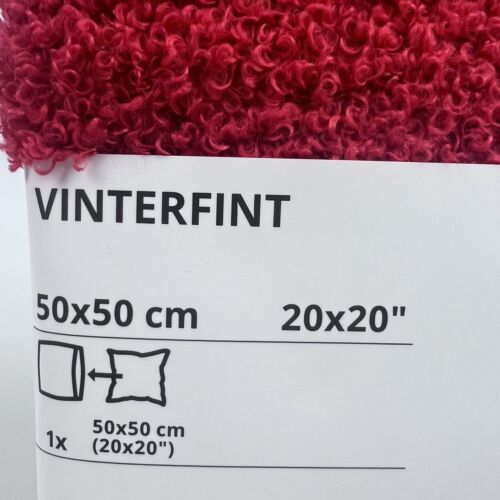 VINTERFINT
50x50 cm 20x20"
50x50 cm
1x (20x20")